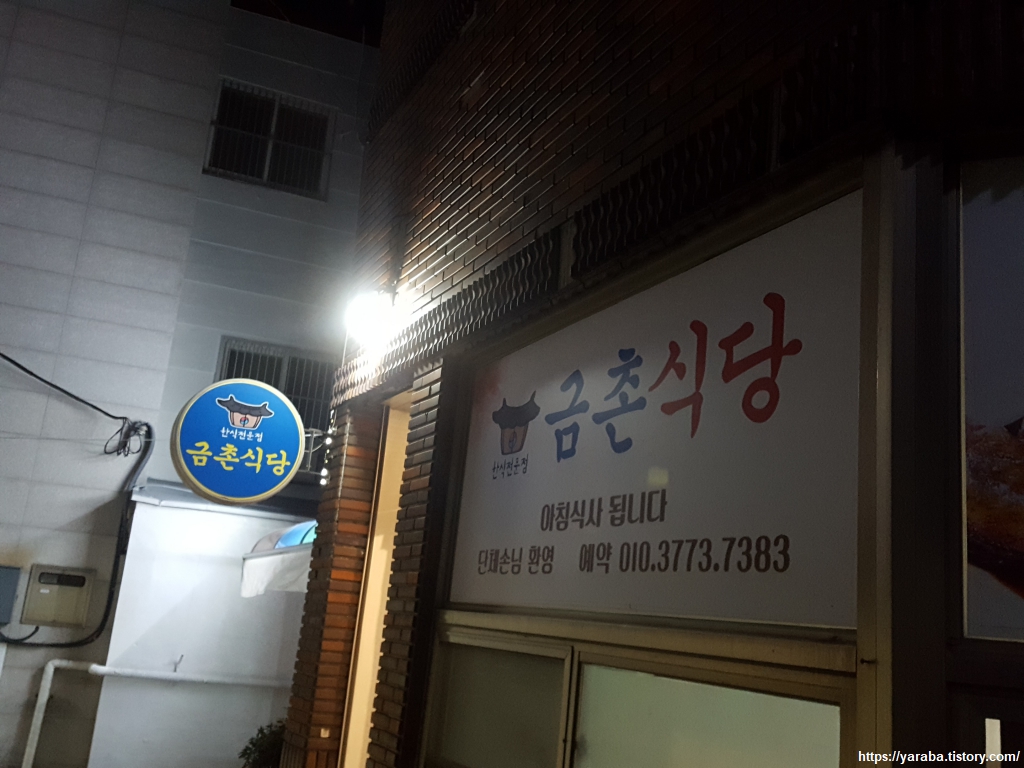 한식전문점
금촌식당
한식전문점
금촌식당
아침식사 됩니다
단체손님 환영 예약 010.3773.7383
https://yaraba.tistory.com/